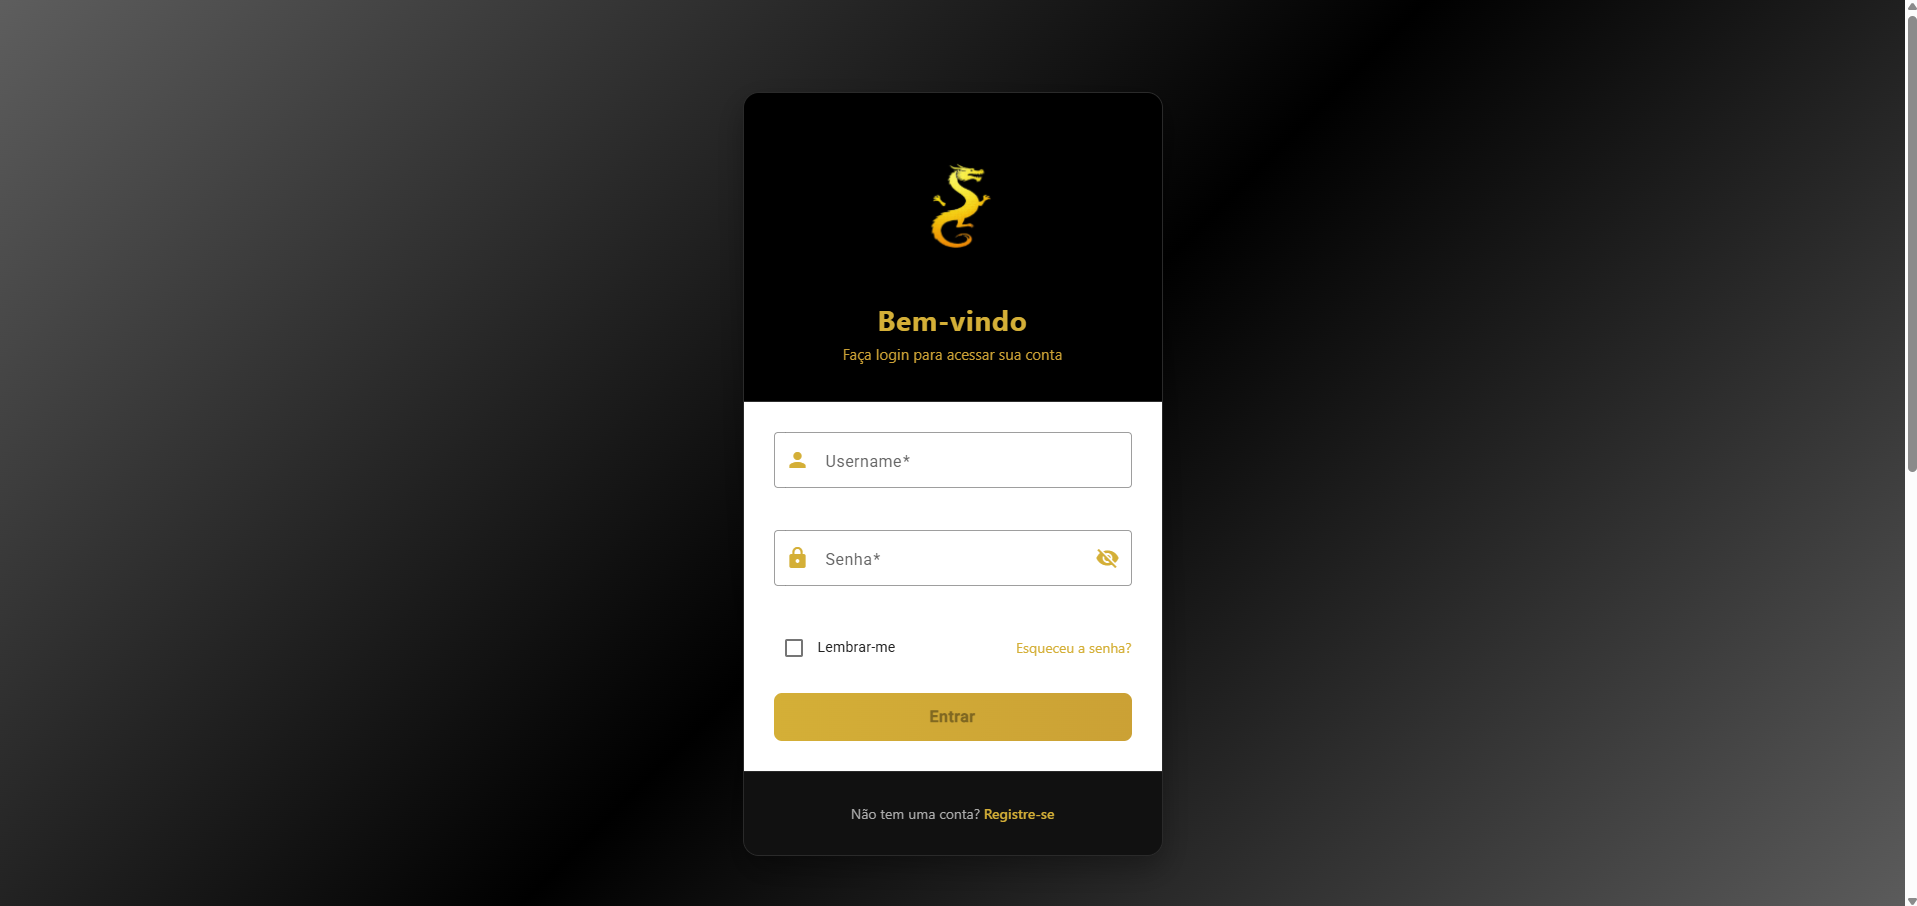 Bem-vindo
Faça login para acessar sua conta
Username*
Senha*
Lembrar-me
Esqueceu a senha?
Entrar
Não tem uma conta? Registre-se